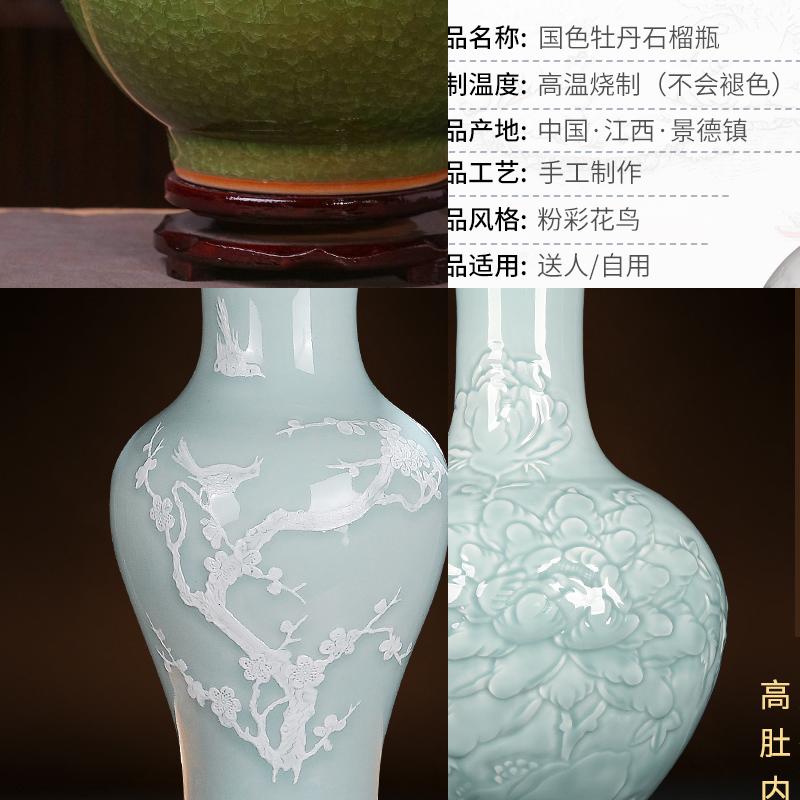 品名称: 国色牡丹石榴瓶
制温度: 高温烧制（不会褪色）
品产地: 中国·江西·景德镇
品工艺: 手工制作
品风格: 粉彩花鸟
品适用: 送人/自用
高肚内